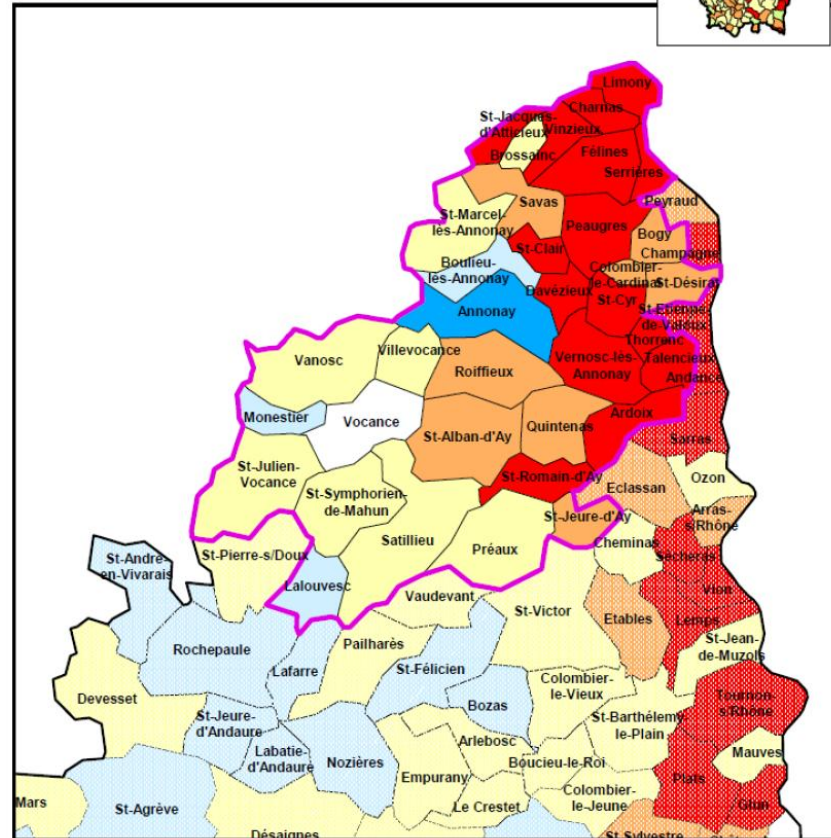 Limony
Charnas
St-Jacques-
d'Atticieux
Vinzieux
Brossainc
Félines
Serrières
Savas
Peyraud
St-Marcel-
lès-Annonay
Peaugres
Bogy
St-Clair
Champagne
Boulieu-
lès-Annonay
Colombier-
le-Cardinal
St-Désirat
Davézieux
St-Cyr
Annonay
St-Etienne-
de-Valoux
Thorrenc
Vanosc
Villevocance
Vernosc-lès-
Annonay
Talencieux
Roiffieux
Andance
Monestier
Vocance
Ardoix
St-Alban-d'Ay
Quintenas
Sarras
St-Julien-
Vocance
St-Romain-d'Ay
Ozon
St-Symphorien-
de-Mahun
Eclassan
Arras-
s/Rhône
St-Jeure-d'Ay
Satillieu
Préaux
Cheminas
Sécheras
St-André-
en-Vivarais
St-Pierre-s/Doux
Lalouvesc
Vion
Vaudevant
St-Victor
Etables
Lemps
St-Jean-
de-Muzols
Rochepaule
Pailharès
Lafarre
St-Félicien
Devesset
Colombier-
le-Vieux
Tournon-
s/Rhône
Bozas
St-Jeure-
d'Andaure
St-Barthélemy-
le-Plain
Arlebosc
Labatie-
d'Andaure
Nozières
Boucieu-le-Roi
Mauves
Empurany
Plats
Colombier-
le-Jeune
Mars
St-Agrève
Le Crestet
Glun
Désaignes
St-Sylvestre